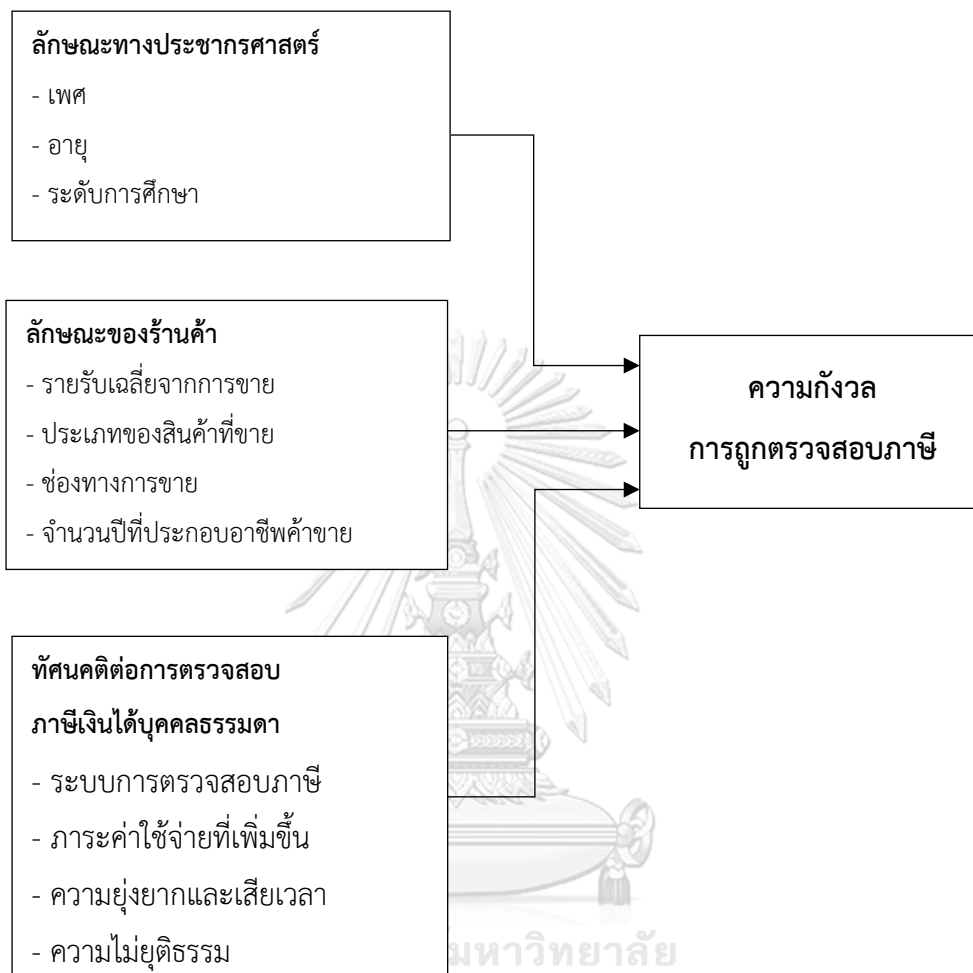 ลักษณะทางประชากรศาสตร์
- เพศ
- อายุ
- ระดับการศึกษา
ลักษณะของร้านค้า
- รายรับเฉลี่ยจากการขาย
- ประเภทของสินค้าที่ขาย
- ช่องทางการขาย
- จำนวนปีที่ประกอบอาชีพค้าขาย
ความกังวล
การถูกตรวจสอบภาษี
ทัศนคติต่อการตรวจสอบ
ภาษีเงินได้บุคคลธรรมดา
- ระบบการตรวจสอบภาษี
- ภาระค่าใช้จ่ายที่เพิ่มขึ้น
- ความยุ่งยากและเสียเวลา
- ความไม่ยุติธรรม
มหาวิทยาลัย